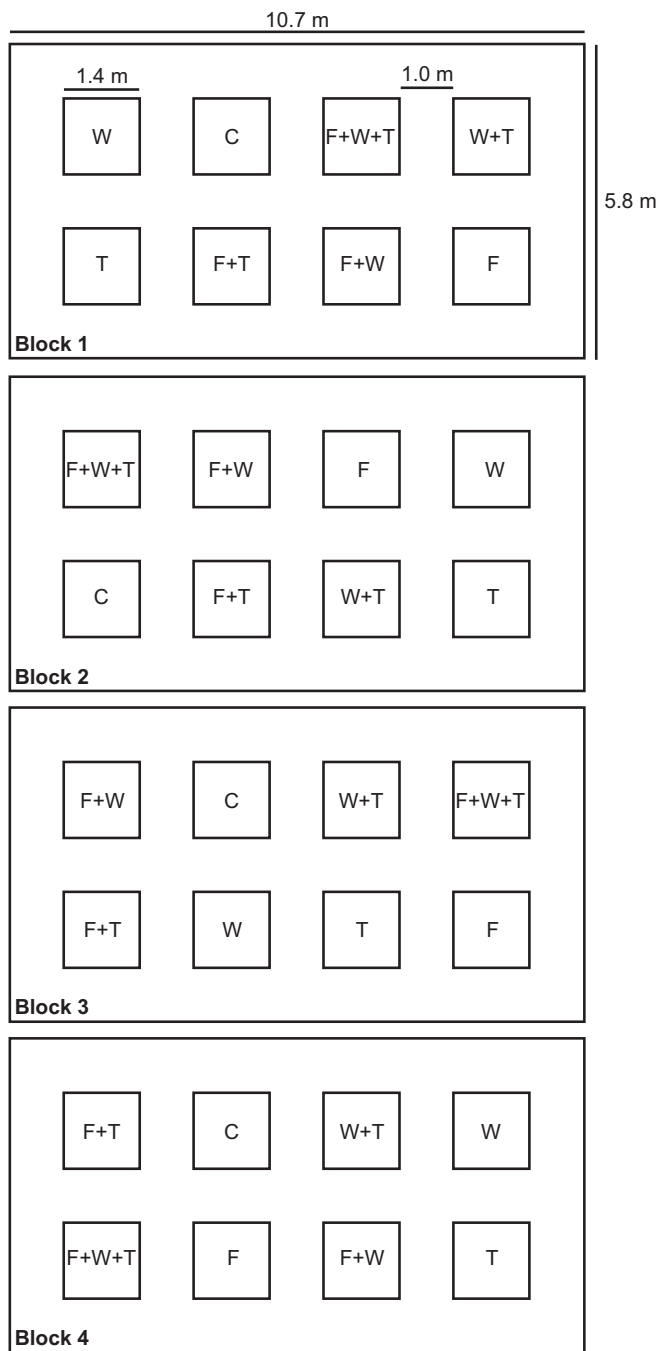 10.7 m
1.4 m
1.0 m
W C F+W+T W+T
5.8 m
T F+T F+W F
Block 1
F+W+T F+W F W
C F+T W+T T
Block 2
F+W C W+T F+W+T
F+T W T F
Block 3
F+T C W+T W
F+W+T F F+W T
Block 4